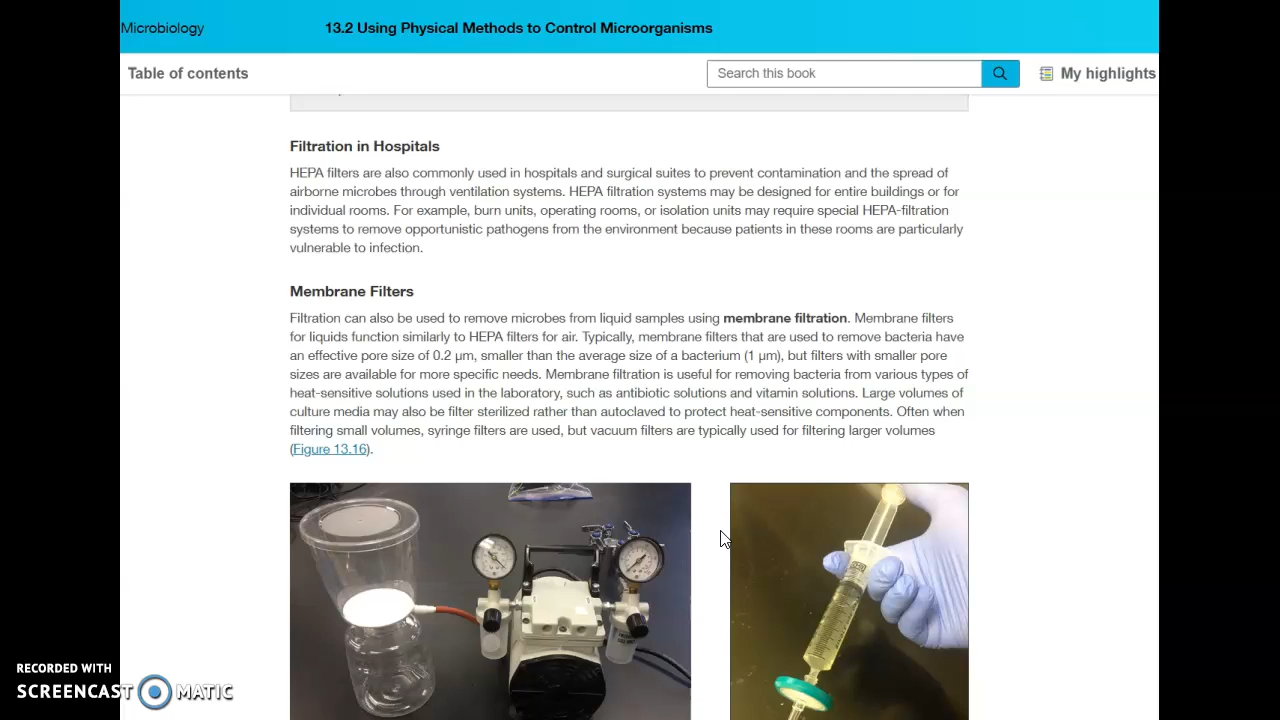 Microbiology
13.2 Using Physical Methods to Control Microorganisms
Table of contents
Search this book
My highlights
Filtration in Hospitals
HEPA filters are also commonly used in hospitals and surgical suites to prevent contamination and the spread of
airborne microbes through ventilation systems. HEPA filtration systems may be designed for entire buildings or for
individual rooms. For example, burn units, operating rooms, or isolation units may require special HEPA-filtration
systems to remove opportunistic pathogens from the environment because patients in these rooms are particularly
vulnerable to infection.
Membrane Filters
Filtration can also be used to remove microbes from liquid samples using membrane filtration. Membrane filters
for liquids function similarly to HEPA filters for air. Typically, membrane filters that are used to remove bacteria have
an effective pore size of 0.2 µm, smaller than the average size of a bacterium (1 µm), but filters with smaller pore
sizes are available for more specific needs. Membrane filtration is useful for removing bacteria from various types of
heat-sensitive solutions used in the laboratory, such as antibiotic solutions and vitamin solutions. Large volumes of
culture media may also be filter sterilized rather than autoclaved to protect heat-sensitive components. Often when
filtering small volumes, syringe filters are used, but vacuum filters are typically used for filtering larger volumes
(Figure 13.16).
RECORDED WITH
SCREENCAST MATIC